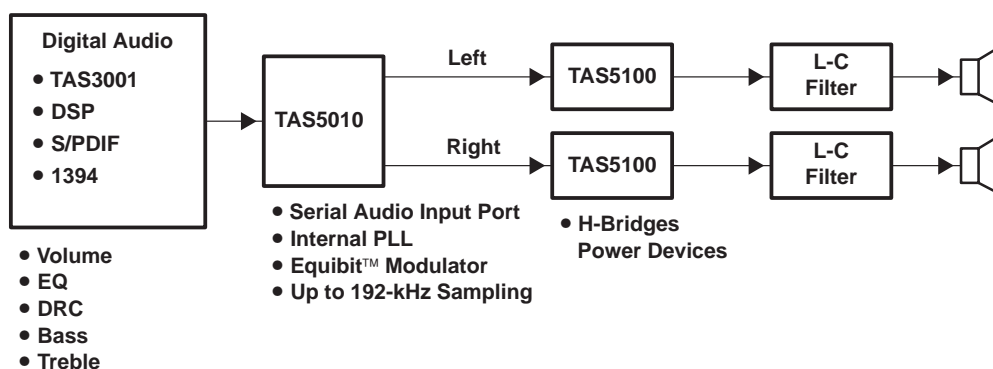 Digital Audio
● TAS3001
● DSP
● S/PDIF
● 1394
● Volume
● EQ
● DRC
● Bass
● Treble
TAS5010
● Serial Audio Input Port
● Internal PLL
● Equibit™ Modulator
● Up to 192-kHz Sampling
Left
TAS5100
L-C
Filter
Right
TAS5100
L-C
Filter
● H-Bridges
Power Devices